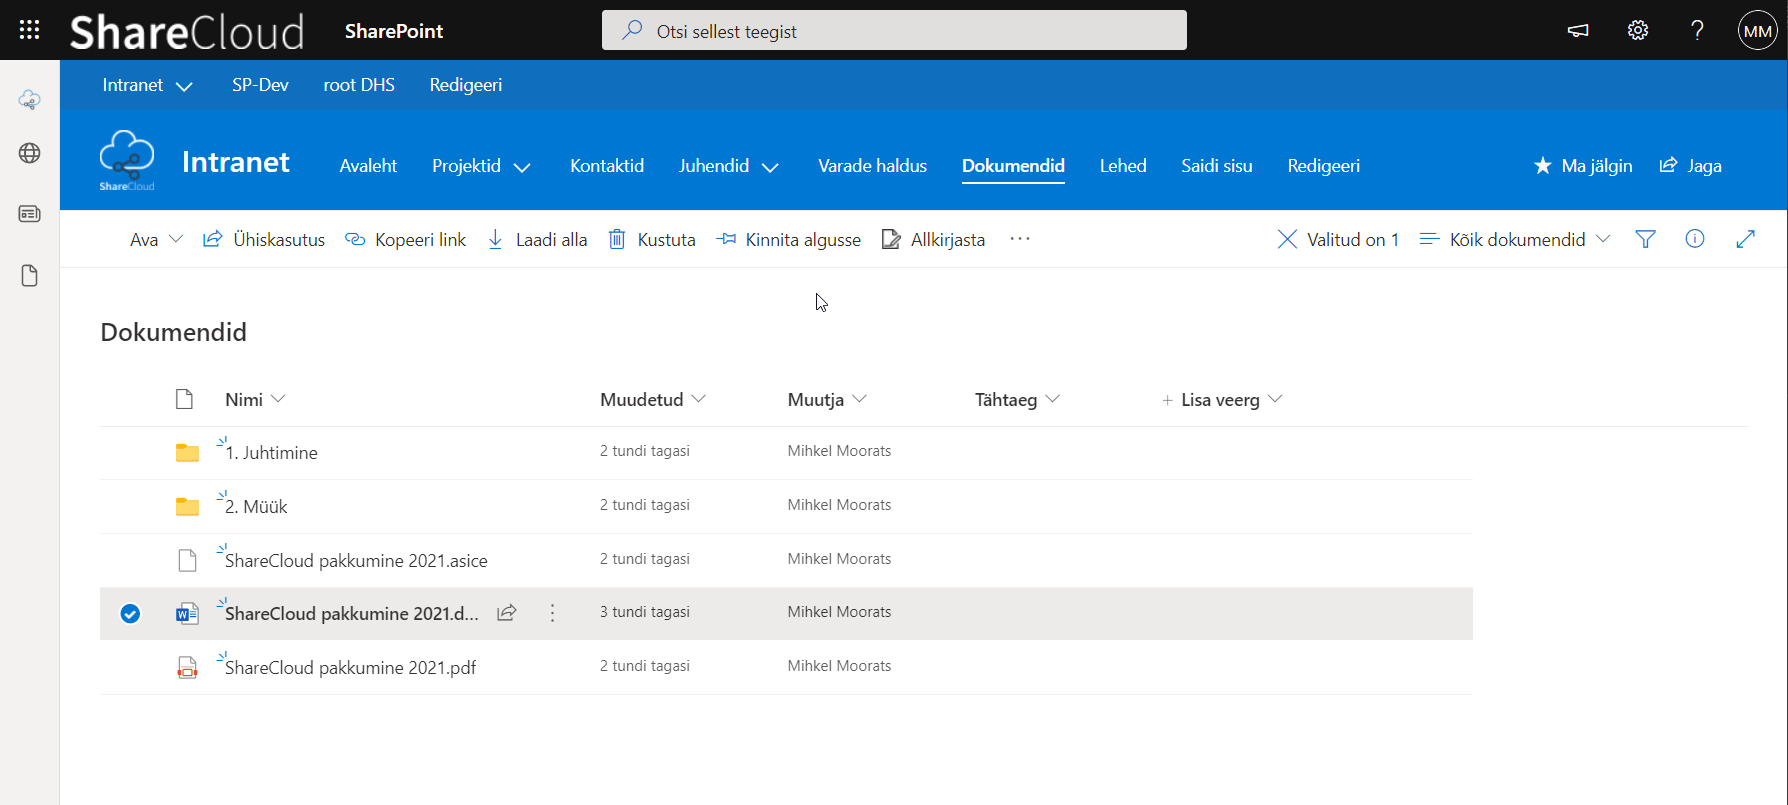 ShareCloud SharePoint Otsi sellest teegist MM
Intranet SP-Dev root DHS Redigeeri
ShareCloud Intranet Avaleht Projektid Kontaktid Juhendid Varade haldus Dokumendid Lehed Saidi sisu Redigeeri Ma jälgin Jaga
Ava Ühiskasutus Kopeeri link Laadi alla Kustuta Kinnita algusse Allkirjasta ... Valitud on 1 Kõik dokumendid
Dokumendid
Nimi Muudetud Muutja Tähtaeg + Lisa veerg
1. Juhtimine 2 tundi tagasi Mihkel Moorats
2. Müük 2 tundi tagasi Mihkel Moorats
ShareCloud pakkumine 2021.asice 2 tundi tagasi Mihkel Moorats
ShareCloud pakkumine 2021.d... 3 tundi tagasi Mihkel Moorats
ShareCloud pakkumine 2021.pdf 2 tundi tagasi Mihkel Moorats